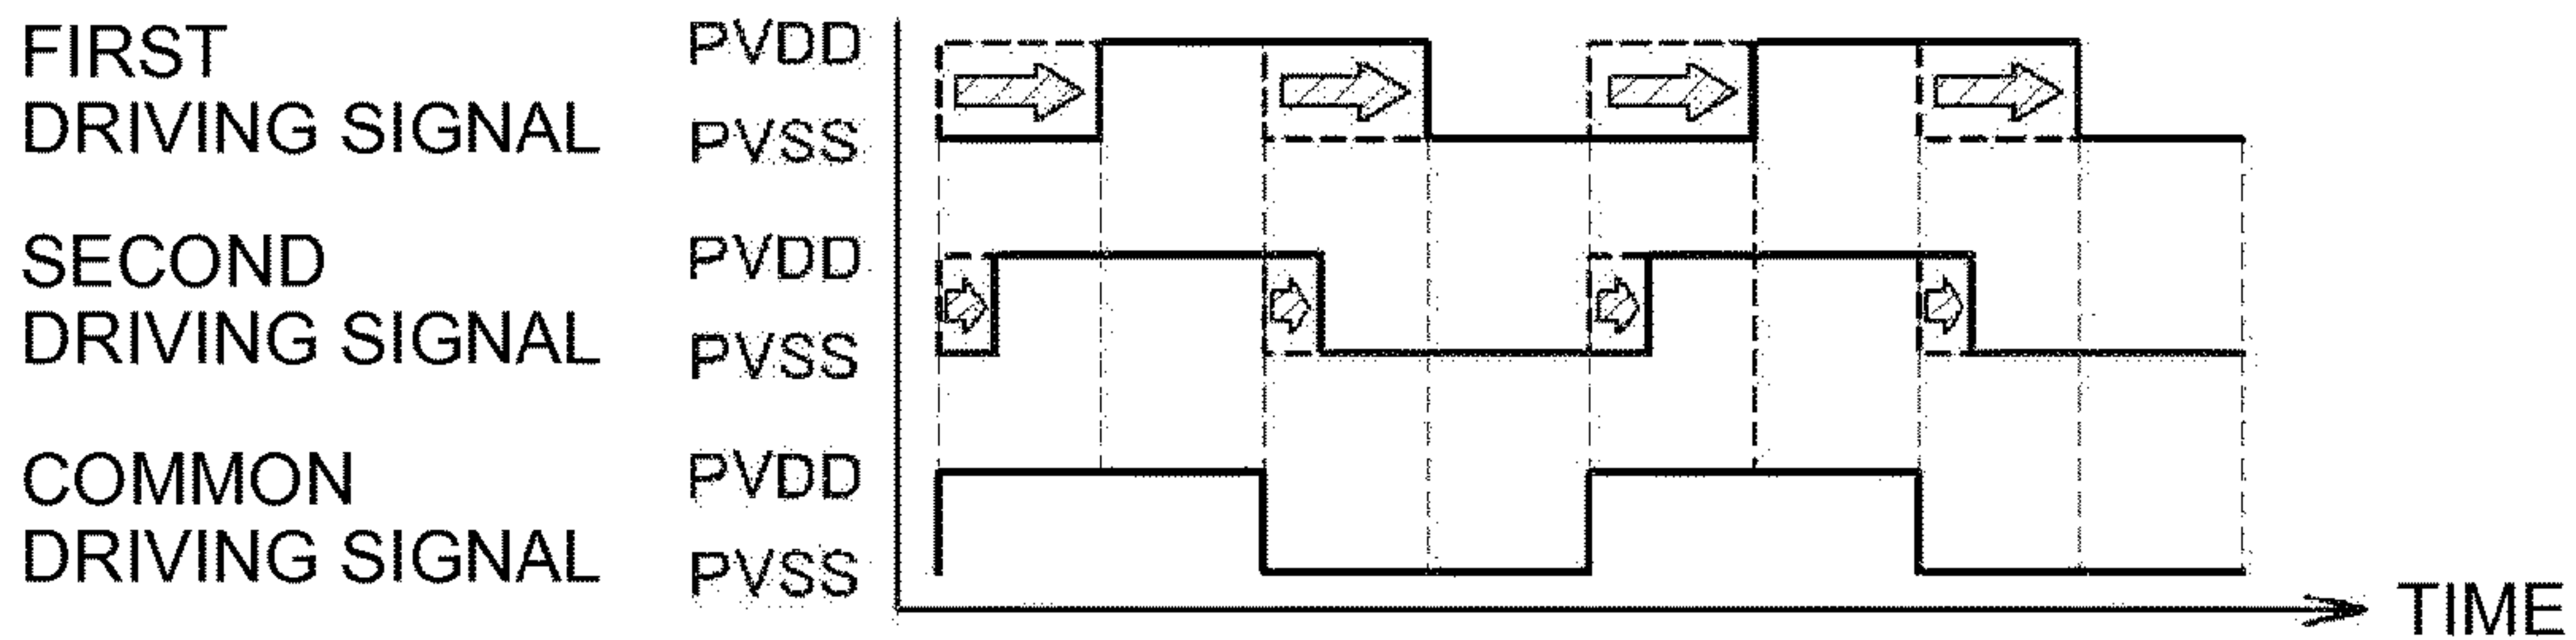 FIRST
DRIVING SIGNAL
PVDD
PVSS
SECOND
DRIVING SIGNAL
PVDD
PVSS
COMMON
DRIVING SIGNAL
PVDD
PVSS
TIME